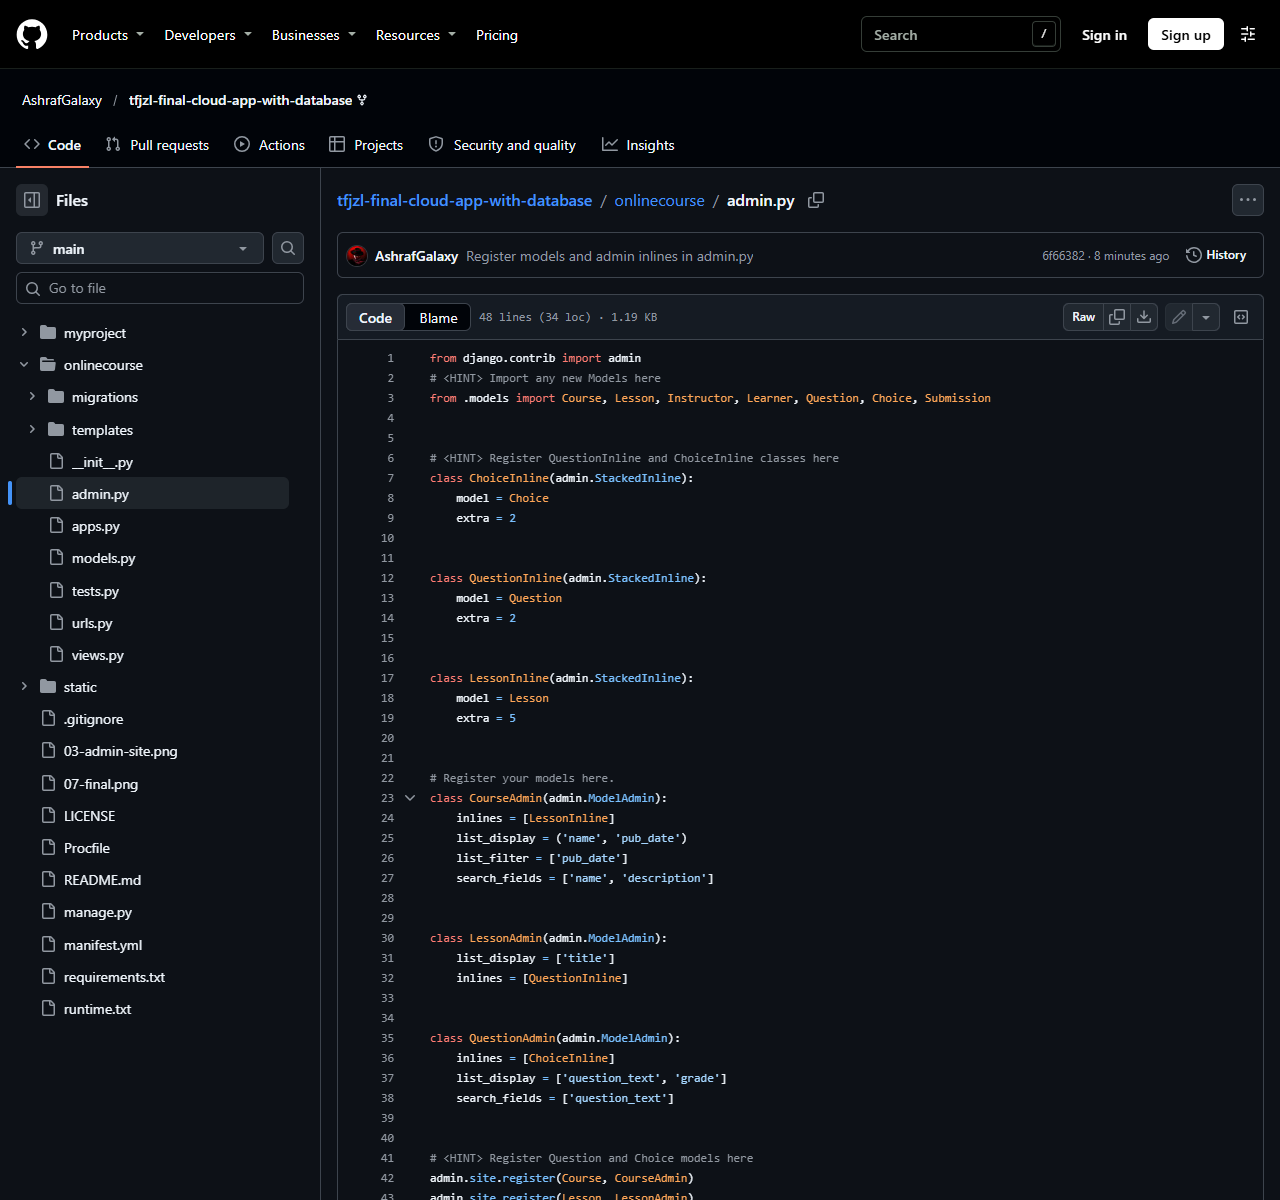 Products
Developers
Businesses
Resources
Pricing
Search
/
Sign in
Sign up
AshrafGalaxy / tfjzl-final-cloud-app-with-database
Code
Pull requests
Actions
Projects
Security and quality
Insights
Files
main
Go to file
myproject
onlinecourse
migrations
templates
__init__.py
admin.py
apps.py
models.py
tests.py
urls.py
views.py
static
.gitignore
03-admin-site.png
07-final.png
LICENSE
Procfile
README.md
manage.py
manifest.yml
requirements.txt
runtime.txt
tfjzl-final-cloud-app-with-database / onlinecourse / admin.py
AshrafGalaxy Register models and admin inlines in admin.py
6f66382 · 8 minutes ago
History
Code
Blame
48 lines (34 loc) · 1.19 KB
Raw
1 from django.contrib import admin
2 # <HINT> Import any new Models here
3 from .models import Course, Lesson, Instructor, Learner, Question, Choice, Submission
4
5
6 # <HINT> Register QuestionInline and ChoiceInline classes here
7 class ChoiceInline(admin.StackedInline):
8     model = Choice
9     extra = 2
10
11
12 class QuestionInline(admin.StackedInline):
13     model = Question
14     extra = 2
15
16
17 class LessonInline(admin.StackedInline):
18     model = Lesson
19     extra = 5
20
21
22 # Register your models here.
23 class CourseAdmin(admin.ModelAdmin):
24     inlines = [LessonInline]
25     list_display = ('name', 'pub_date')
26     list_filter = ['pub_date']
27     search_fields = ['name', 'description']
28
29
30 class LessonAdmin(admin.ModelAdmin):
31     list_display = ['title']
32     inlines = [QuestionInline]
33
34
35 class QuestionAdmin(admin.ModelAdmin):
36     inlines = [ChoiceInline]
37     list_display = ['question_text', 'grade']
38     search_fields = ['question_text']
39
40
41 # <HINT> Register Question and Choice models here
42 admin.site.register(Course, CourseAdmin)
43 admin.site.register(Lesson, LessonAdmin)